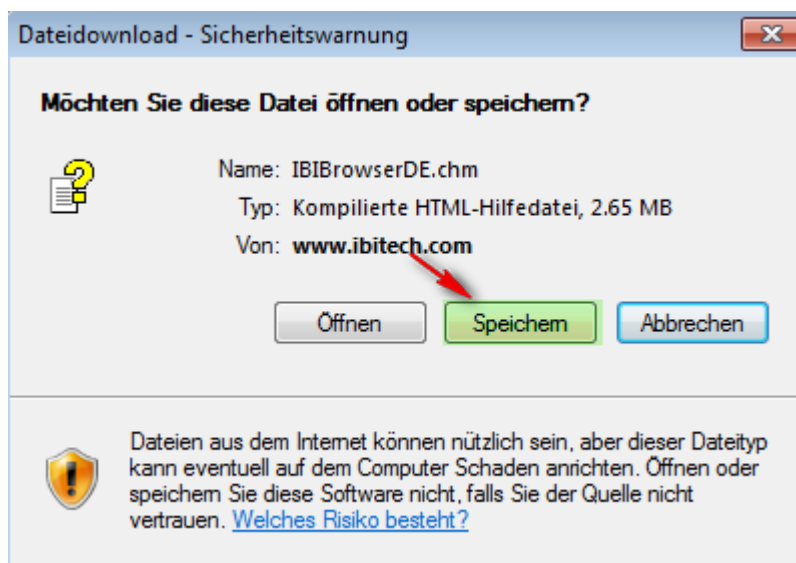 Dateidownload - Sicherheitswarnung
Möchten Sie diese Datei öffnen oder speichern?
Name: IBIBrowserDE.chm
Typ: Kompilierte HTML-Hilfedatei, 2.65 MB
Von: www.ibitech.com
Öffnen Speichern Abbrechen
Dateien aus dem Internet können nützlich sein, aber dieser Dateityp
kann eventuell auf dem Computer Schaden anrichten. Öffnen oder
speichern Sie diese Software nicht, falls Sie der Quelle nicht
vertrauen. Welches Risiko besteht?